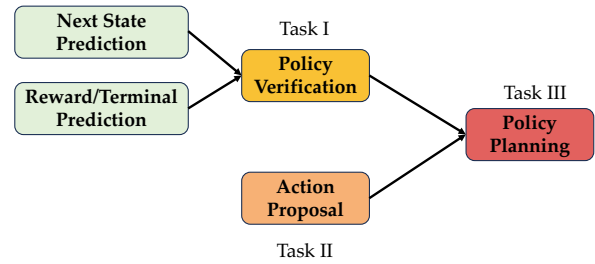 Next State
Prediction
Reward/Terminal
Prediction
Task I
Policy
Verification
Action
Proposal
Task II
Task III
Policy
Planning